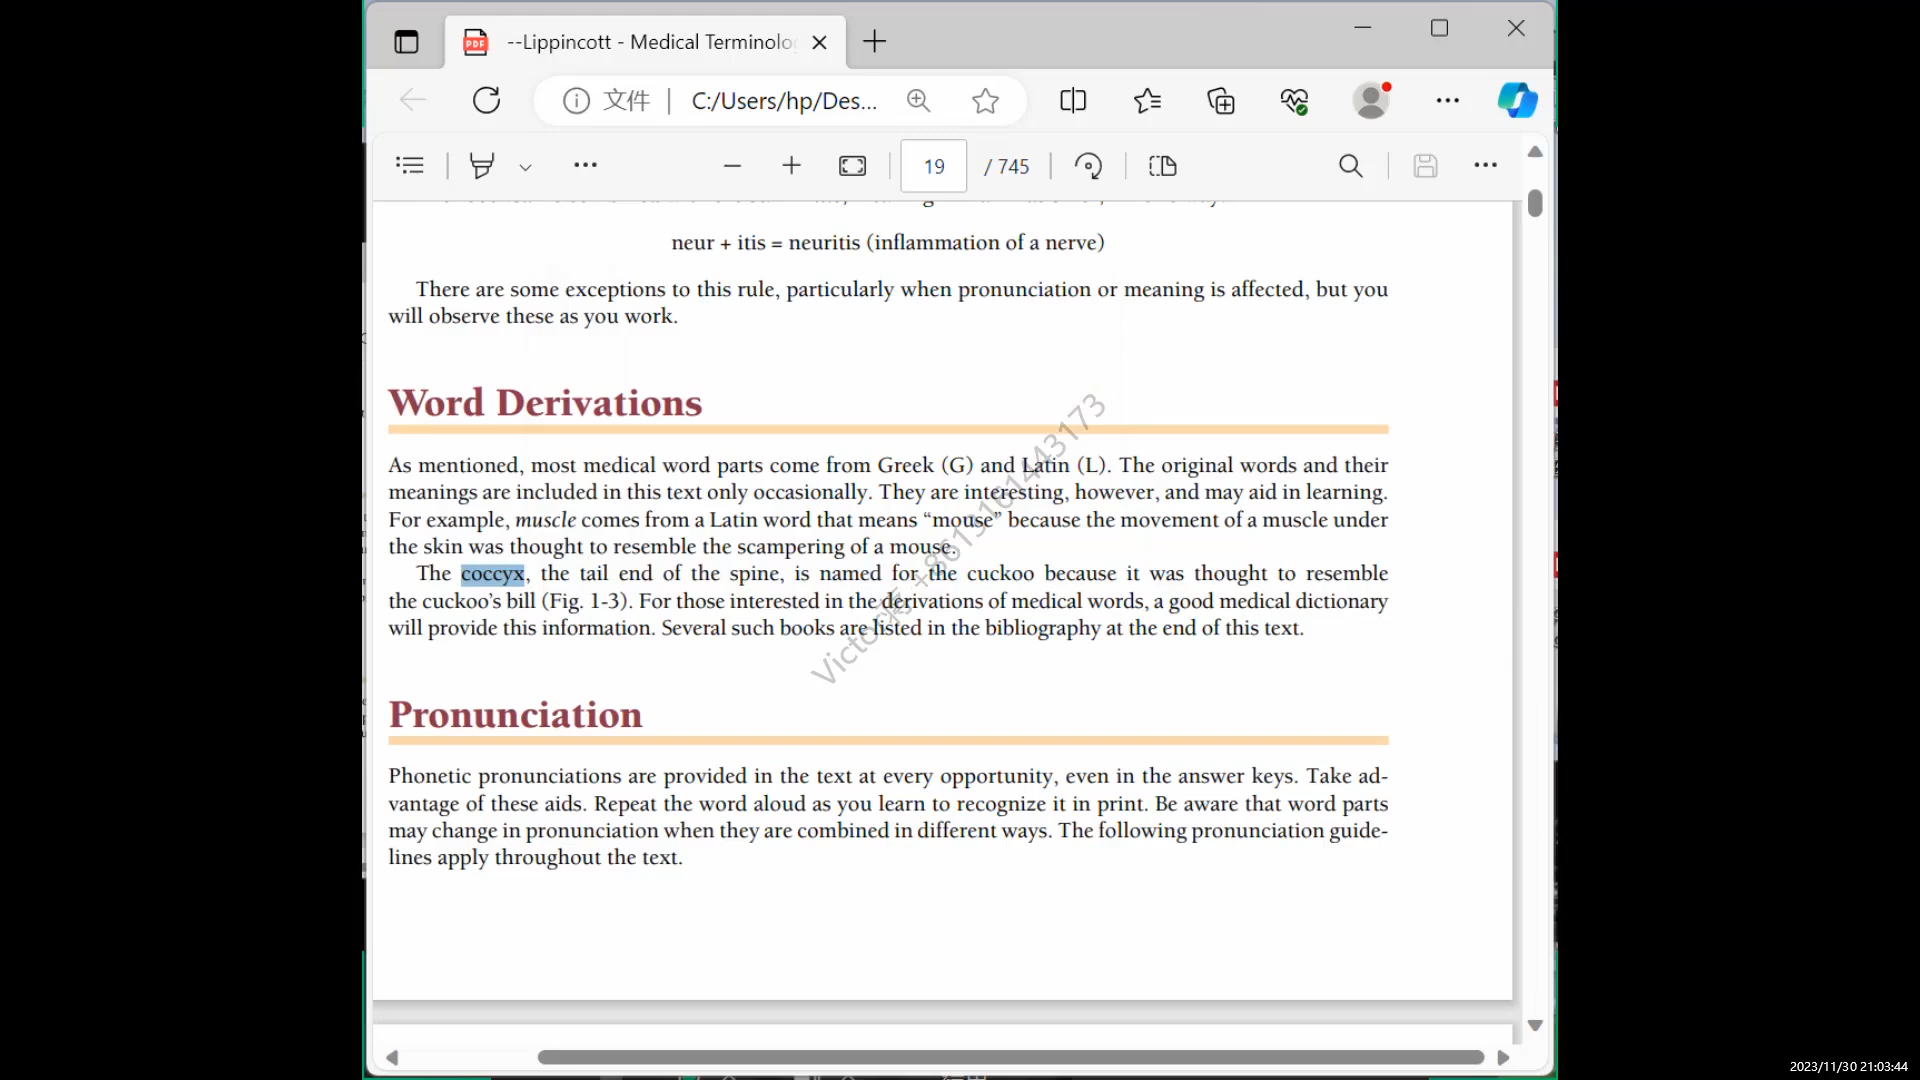 --Lippincott - Medical Terminolo
文件 | C:/Users/hp/Des...
19 / 745
neur + itis = neuritis (inflammation of a nerve)
There are some exceptions to this rule, particularly when pronunciation or meaning is affected, but you
will observe these as you work.
Word Derivations
As mentioned, most medical word parts come from Greek (G) and Latin (L). The original words and their
meanings are included in this text only occasionally. They are interesting, however, and may aid in learning.
For example, muscle comes from a Latin word that means “mouse” because the movement of a muscle under
the skin was thought to resemble the scampering of a mouse.
The coccyx, the tail end of the spine, is named for the cuckoo because it was thought to resemble
the cuckoo’s bill (Fig. 1-3). For those interested in the derivations of medical words, a good medical dictionary
will provide this information. Several such books are listed in the bibliography at the end of this text.
Pronunciation
Phonetic pronunciations are provided in the text at every opportunity, even in the answer keys. Take ad-
vantage of these aids. Repeat the word aloud as you learn to recognize it in print. Be aware that word parts
may change in pronunciation when they are combined in different ways. The following pronunciation guide-
lines apply throughout the text.
2023/11/30 21:03:44